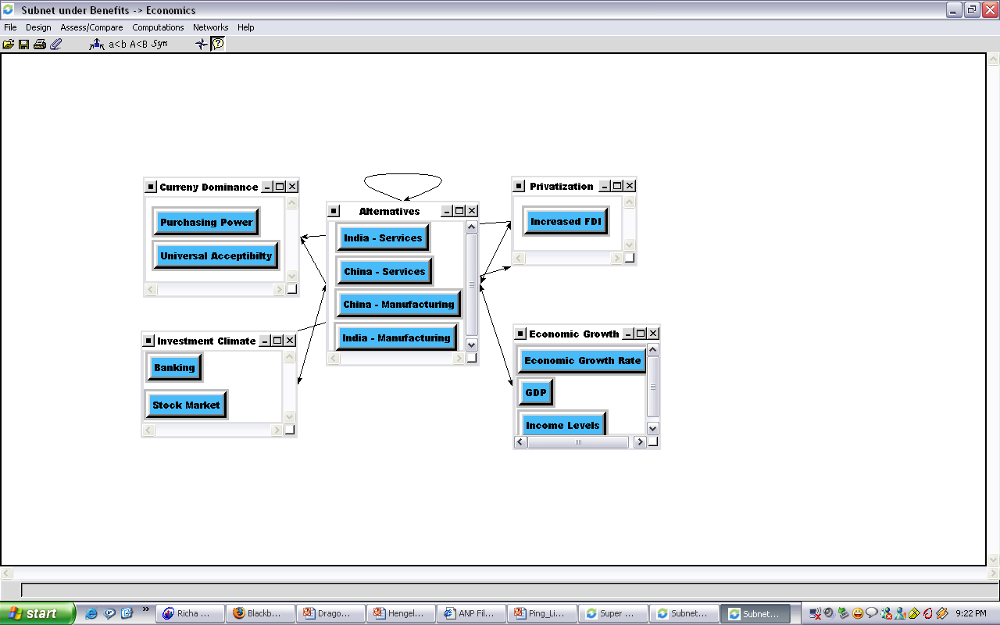 Subnet under Benefits -> Economics
File Design Assess/Compare Computations Networks Help
a<b A<B Syn
Curreny Dominance
Purchasing Power
Universal Acceptibilty
Alternatives
India - Services
China - Services
China - Manufacturing
India - Manufacturing
Privatization
Increased FDI
Investment Climate
Banking
Stock Market
Economic Growth
Economic Growth Rate
GDP
Income Levels
start Richa ... Blackb... Drago... Hengel... ANP Fil... Ping_Li... Super ... Subnet... Subnet... 9:22 PM